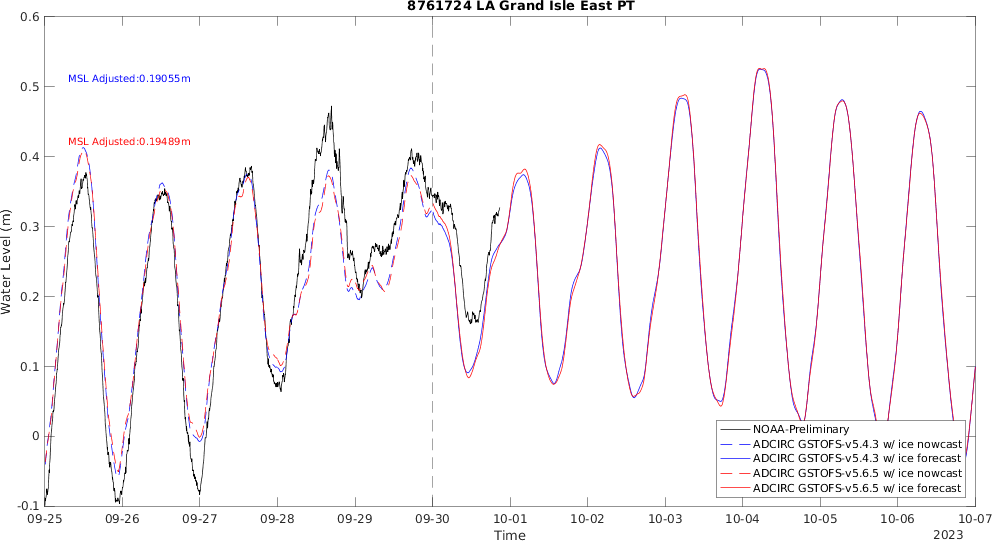 8761724 LA Grand Isle East PT
0.6
0.5
0.4
0.3
0.2
0.1
0
-0.1
Water Level (m)
MSL Adjusted:0.19055m
MSL Adjusted:0.19489m
NOAA-Preliminary
ADCIRC GSTOFS-v5.4.3 w/ ice nowcast
ADCIRC GSTOFS-v5.4.3 w/ ice forecast
ADCIRC GSTOFS-v5.6.5 w/ ice nowcast
ADCIRC GSTOFS-v5.6.5 w/ ice forecast
09-25 09-26 09-27 09-28 09-29 09-30 10-01 10-02 10-03 10-04 10-05 10-06 10-07
Time
2023